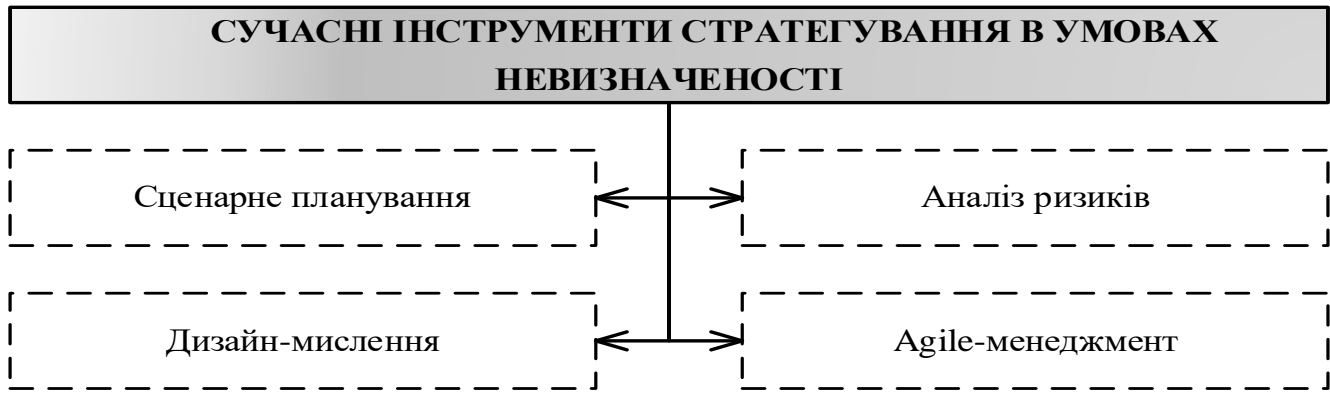 СУЧАСНІ ІНСТРУМЕНТИ СТРАТЕГУВАННЯ В УМОВАХ
НЕВИЗНАЧЕНОСТІ
Сценарне планування
Аналіз ризиків
Дизайн-мислення
Agile-менеджмент